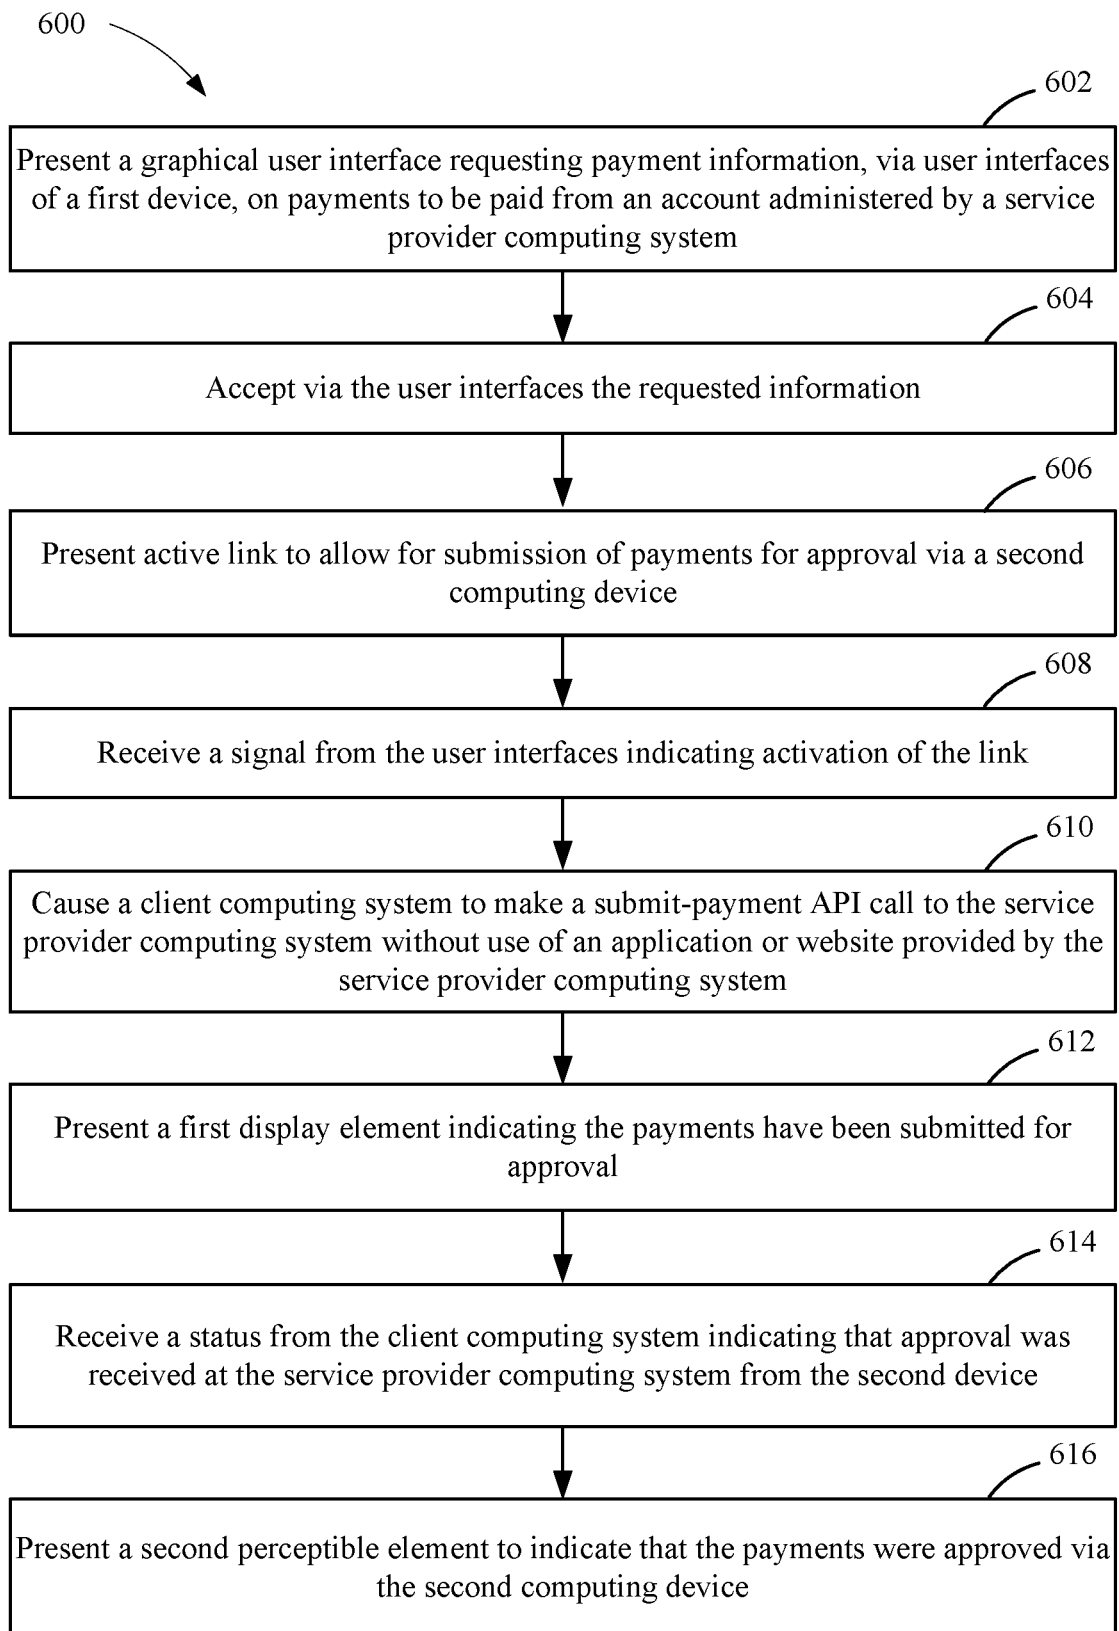 600
602
Present a graphical user interface requesting payment information, via user interfaces
of a first device, on payments to be paid from an account administered by a service
provider computing system
604
Accept via the user interfaces the requested information
606
Present active link to allow for submission of payments for approval via a second
computing device
608
Receive a signal from the user interfaces indicating activation of the link
610
Cause a client computing system to make a submit-payment API call to the service
provider computing system without use of an application or website provided by the
service provider computing system
612
Present a first display element indicating the payments have been submitted for
approval
614
Receive a status from the client computing system indicating that approval was
received at the service provider computing system from the second device
616
Present a second perceptible element to indicate that the payments were approved via
the second computing device